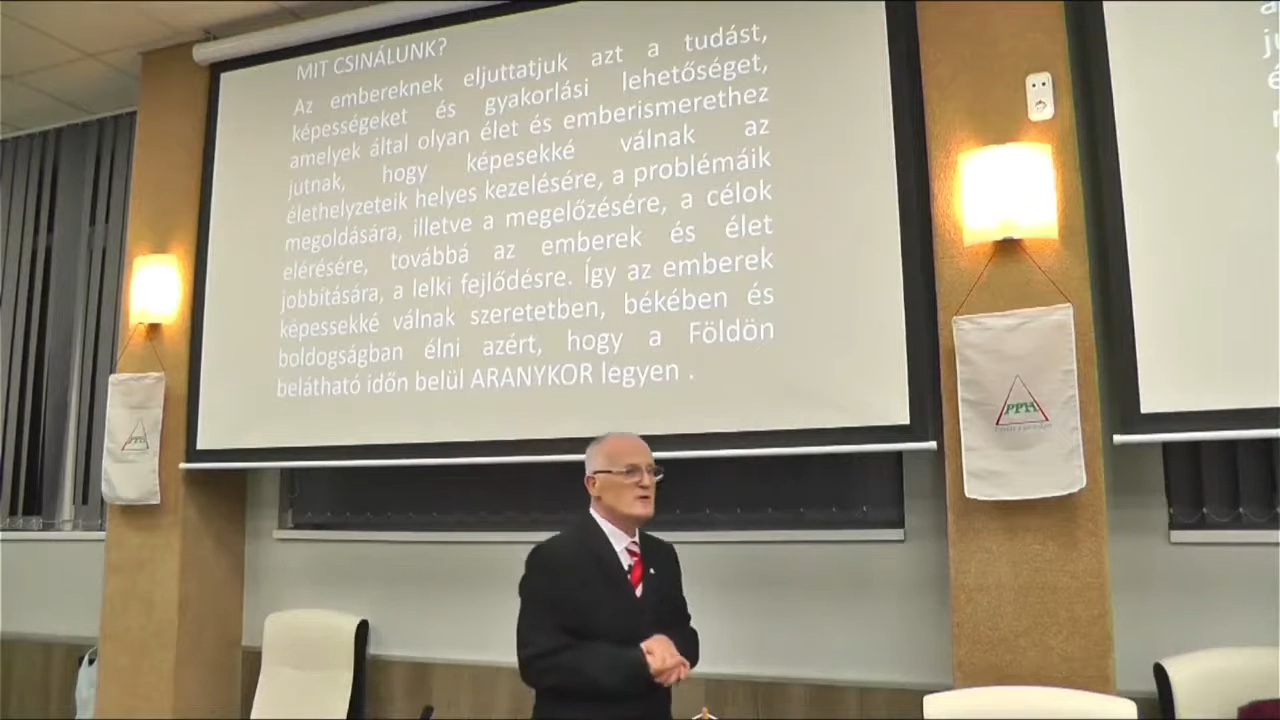 MIT CSINÁLUNK?
Az embereknek eljuttatjuk azt a tudást,
képességeket és gyakorlási lehetőséget,
amelyek által olyan élet és emberismerethez
jutnak, hogy képesekké válnak az
élethelyzeteik helyes kezelésére, a problémáik
megoldására, illetve a megelőzésére, a célok
elérésére, továbbá az emberek és élet
jobbítására, a lelki fejlődésre. Így az emberek
képessekké válnak szeretetben, békében és
boldogságban élni azért, hogy a Földön
belátható időn belül ARANYKOR legyen .
PPH
PPH